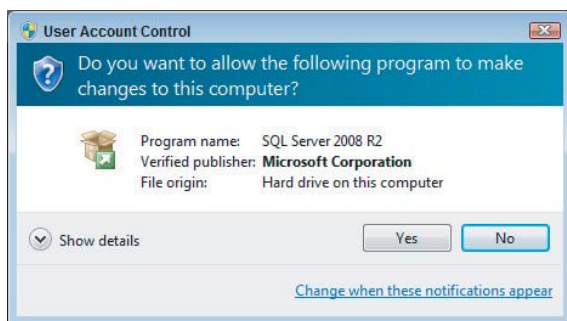 User Account Control
Do you want to allow the following program to make
changes to this computer?
Program name: SQL Server 2008 R2
Verified publisher: Microsoft Corporation
File origin: Hard drive on this computer
Show details
Yes
No
Change when these notifications appear